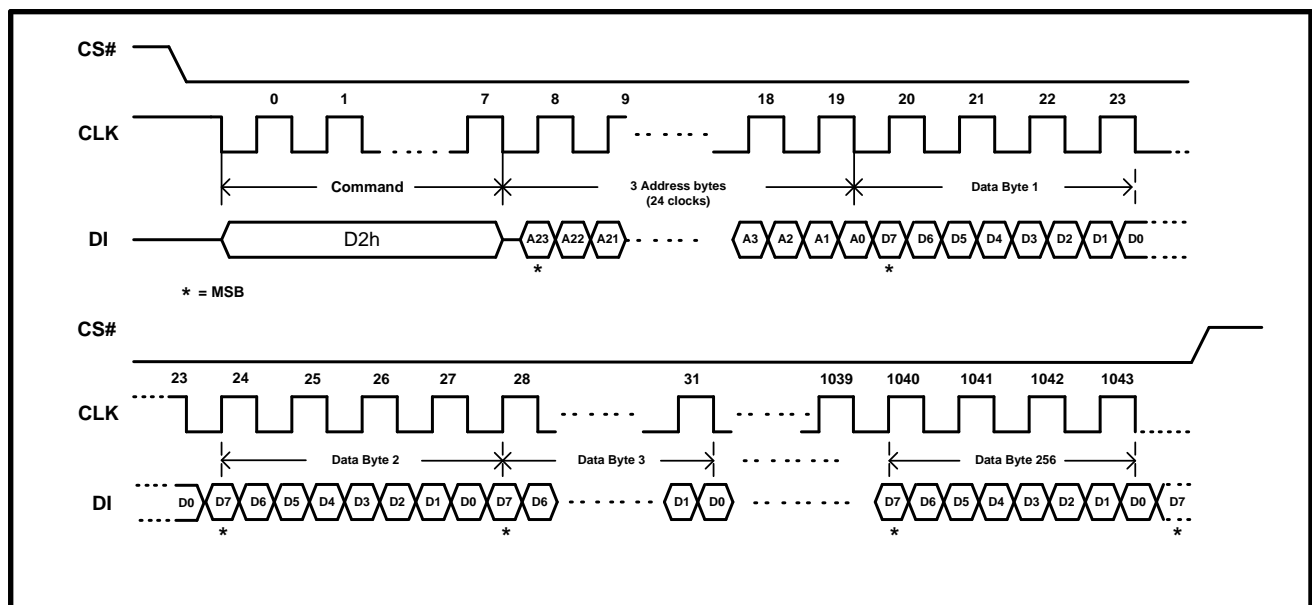 CS#
0 1 7 8 9 18 19 20 21 22 23
CLK
Command
3 Address bytes
(24 clocks)
Data Byte 1
DI
D2h
A23 A22 A21 A3 A2 A1 A0 D7 D6 D5 D4 D3 D2 D1 D0
* *
* = MSB
CS#
23 24 25 26 27 28 31 1039 1040 1041 1042 1043
CLK
Data Byte 2 Data Byte 3 Data Byte 256
DI
D0 D7 D6 D5 D4 D3 D2 D1 D0 D7 D6 D1 D0 D7 D6 D5 D4 D3 D2 D1 D0 D7
* * * *